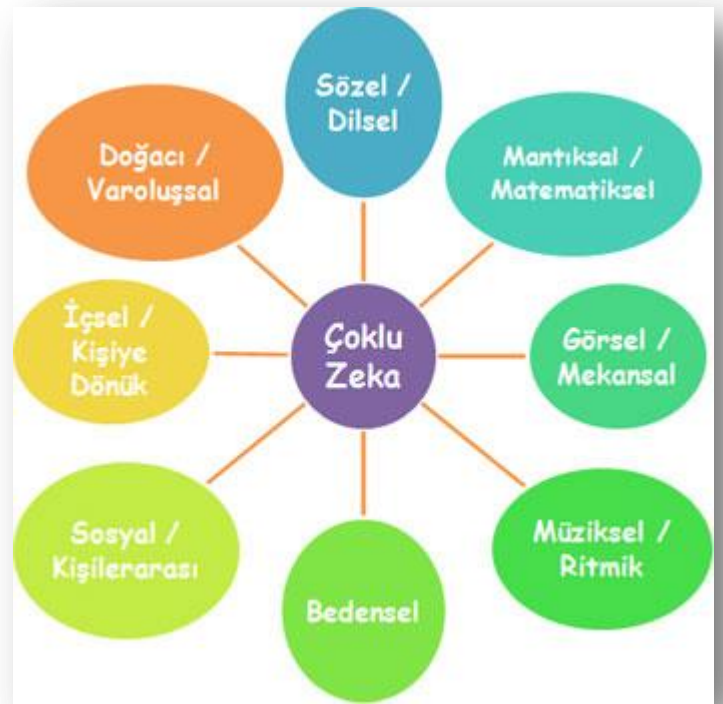 Sözel /
Dilsel
Mantıksal /
Matematiksel
Görsel /
Mekansal
Müziksel /
Ritmik
Bedensel
Sosyal /
Kişilerarası
İçsel /
Kişiye
Dönük
Doğacı /
Varoluşsal
Çoklu
Zeka